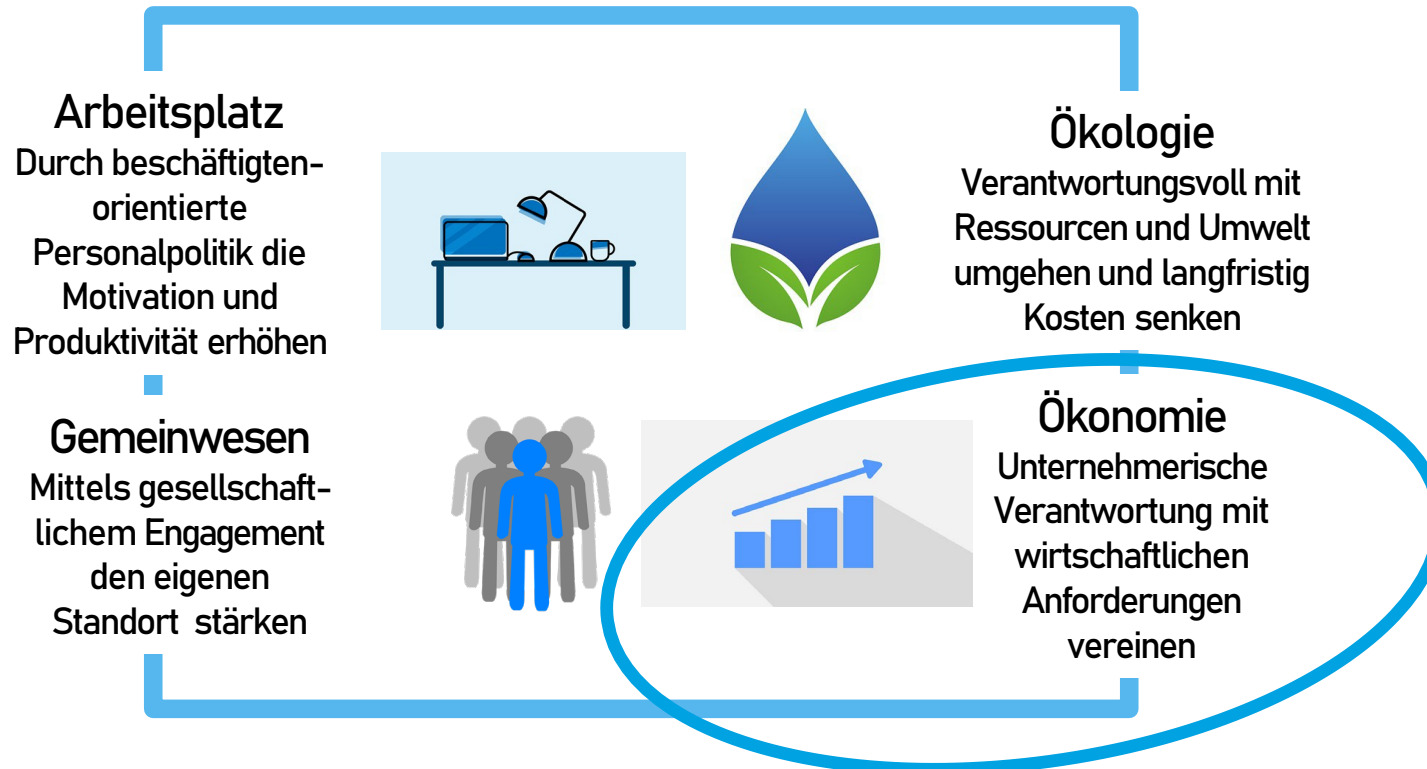 Arbeitsplatz
Durch beschäftigten-
orientierte
Personalpolitik die
Motivation und
Produktivität erhöhen
Ökologie
Verantwortungsvoll mit
Ressourcen und Umwelt
umgehen und langfristig
Kosten senken
Gemeinwesen
Mittels gesellschaft-
lichem Engagement
den eigenen
Standort stärken
Ökonomie
Unternehmerische
Verantwortung mit
wirtschaftlichen
Anforderungen
vereinen